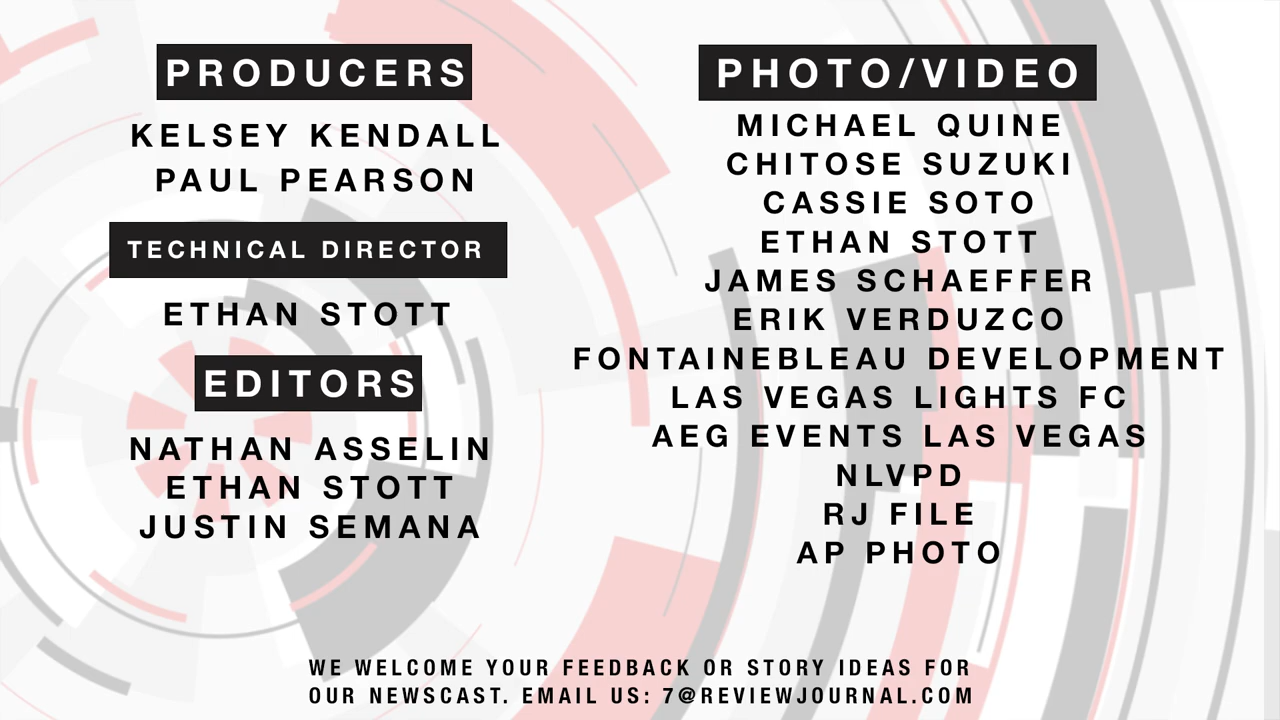 PRODUCERS
KELSEY KENDALL
PAUL PEARSON
TECHNICAL DIRECTOR
ETHAN STOTT
EDITORS
NATHAN ASSELIN
ETHAN STOTT
JUSTIN SEMANA
PHOTO/VIDEO
MICHAEL QUINE
CHITOSE SUZUKI
CASSIE SOTO
ETHAN STOTT
JAMES SCHAEFFER
ERIK VERDUZCO
FONTAINEBLEAU DEVELOPMENT
LAS VEGAS LIGHTS FC
AEG EVENTS LAS VEGAS
NLVPD
RJ FILE
AP PHOTO
WE WELCOME YOUR FEEDBACK OR STORY IDEAS FOR
OUR NEWSCAST. EMAIL US: 7@REVIEWJOURNAL.COM